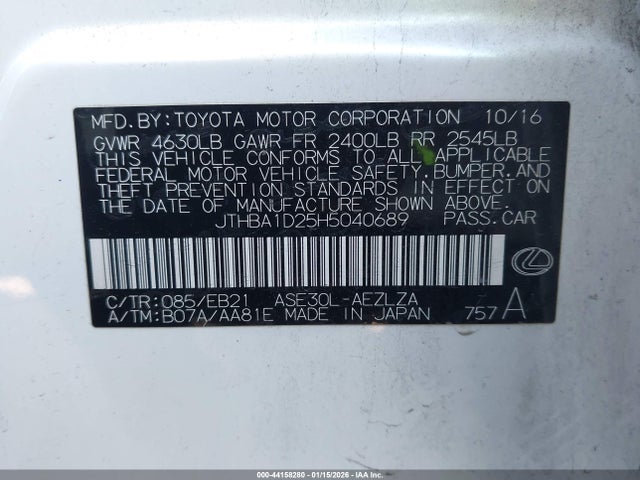 MFD.BY:TOYOTA MOTOR CORPORATION 10/16
GVWR 4630LB GAWR FR 2400LB RR 2545LB
THIS VEHICLE CONFORMS TO ALL APPLICABLE
FEDERAL MOTOR VEHICLE SAFETY,BUMPER,AND
THEFT PREVENTION STANDARDS IN EFFECT ON
THE DATE OF MANUFACTURE SHOWN ABOVE.
JTHBA1D25H5040689 PASS.CAR
C/TR:085/EB21 ASE30L-AEZLZA
A/TM:B07A/AA81E MADE IN JAPAN 757 A
000-44158280 - 01/15/2026 - IAA Inc.